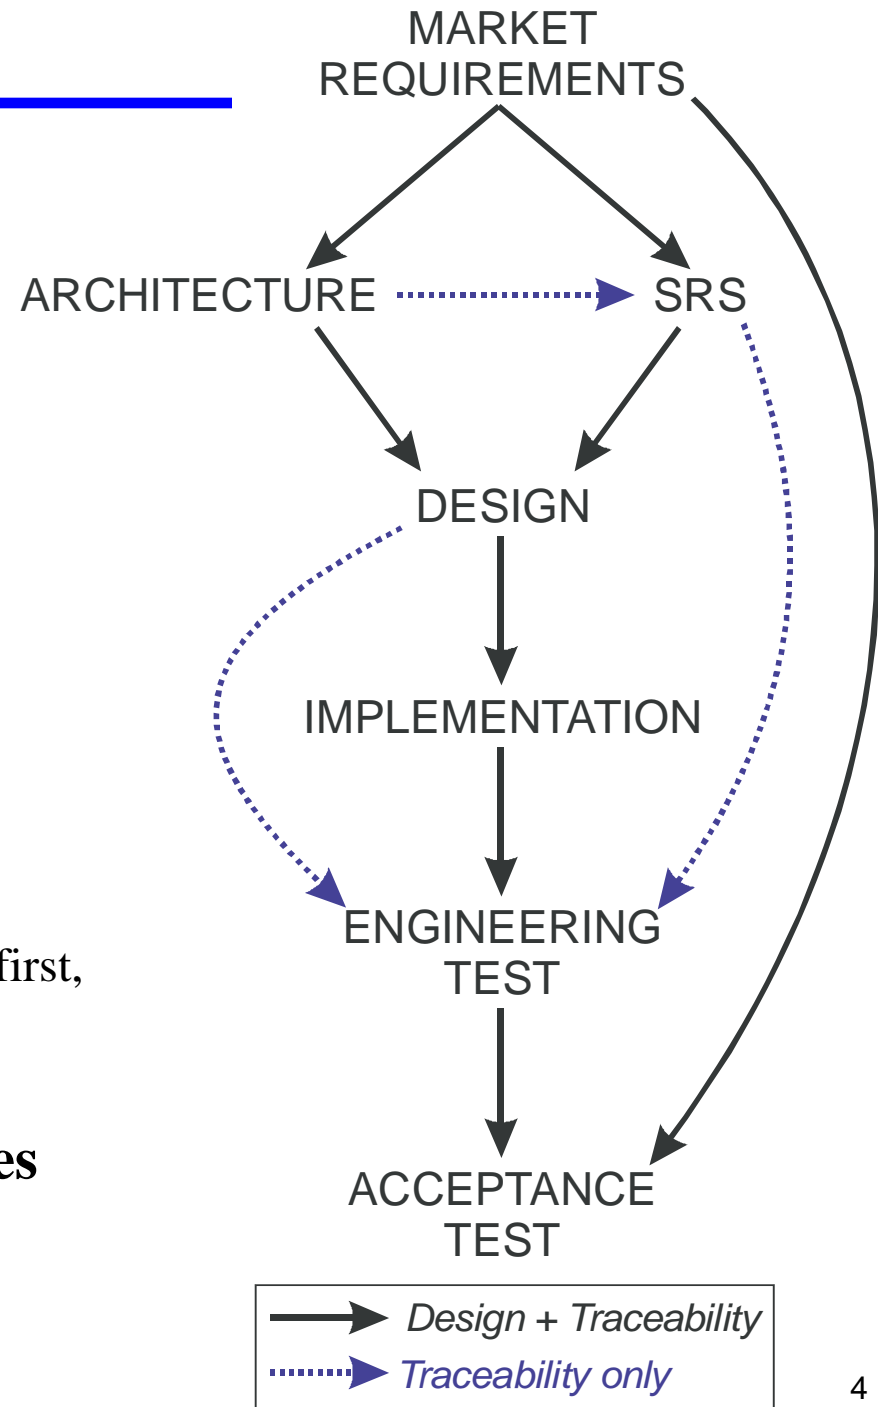 MARKET
REQUIREMENTS
ARCHITECTURE
SRS
DESIGN
IMPLEMENTATION
ENGINEERING
TEST
first,
es
ACCEPTANCE
TEST
Design + Traceability
Traceability only
4